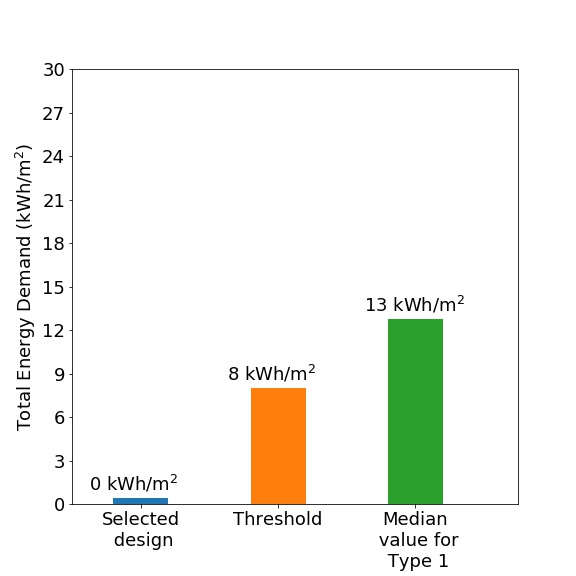 Total Energy Demand (kWh/m²)
30
27
24
21
18
15
12
9
6
3
0
13 kWh/m²
8 kWh/m²
0 kWh/m²
Selected
design
Threshold
Median
value for
Type 1